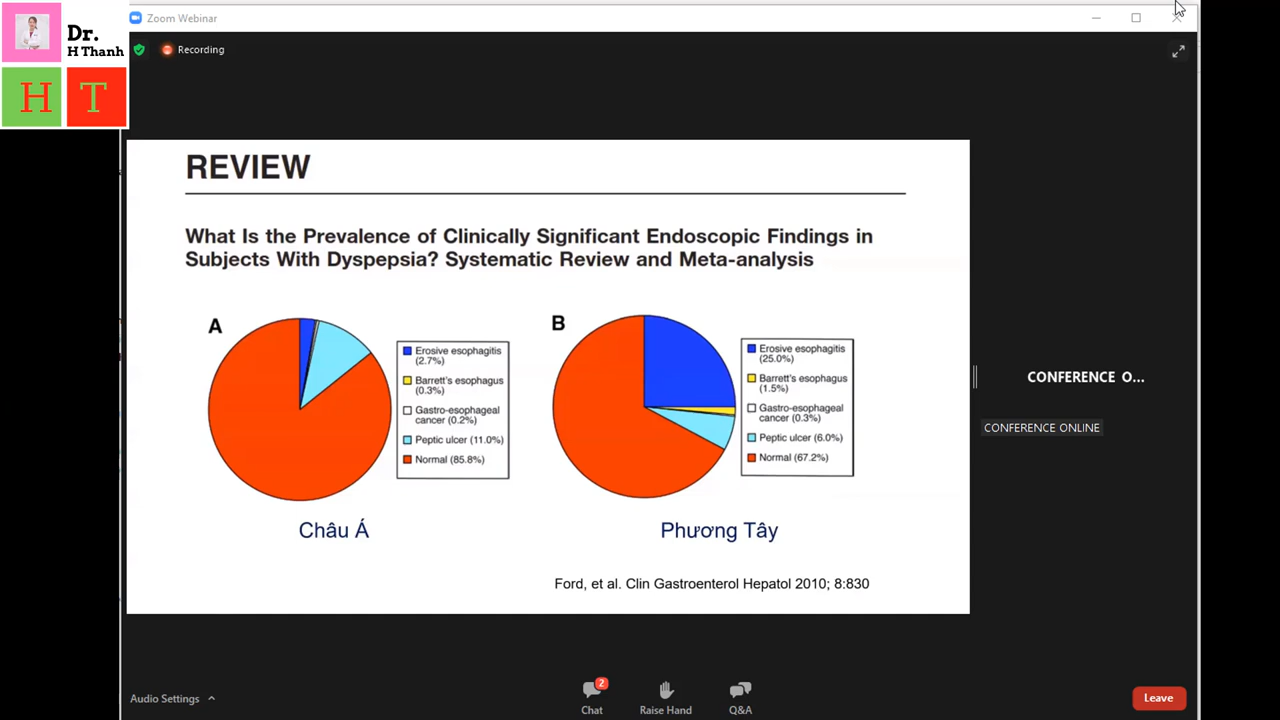 Dr.
H Thanh
H T
Zoom Webinar
Recording
REVIEW
What Is the Prevalence of Clinically Significant Endoscopic Findings in
Subjects With Dyspepsia? Systematic Review and Meta-analysis
A
Erosive esophagitis
(2.7%)
Barrett's esophagus
(0.3%)
Gastro-esophageal
cancer (0.2%)
Peptic ulcer (11.0%)
Normal (85.8%)
Châu Á
B
Erosive esophagitis
(25.0%)
Barrett's esophagus
(1.5%)
Gastro-esophageal
cancer (0.3%)
Peptic ulcer (6.0%)
Normal (67.2%)
Phương Tây
Ford, et al. Clin Gastroenterol Hepatol 2010; 8:830
CONFERENCE O...
CONFERENCE ONLINE
Audio Settings
2
Chat
Raise Hand
Q&A
Leave